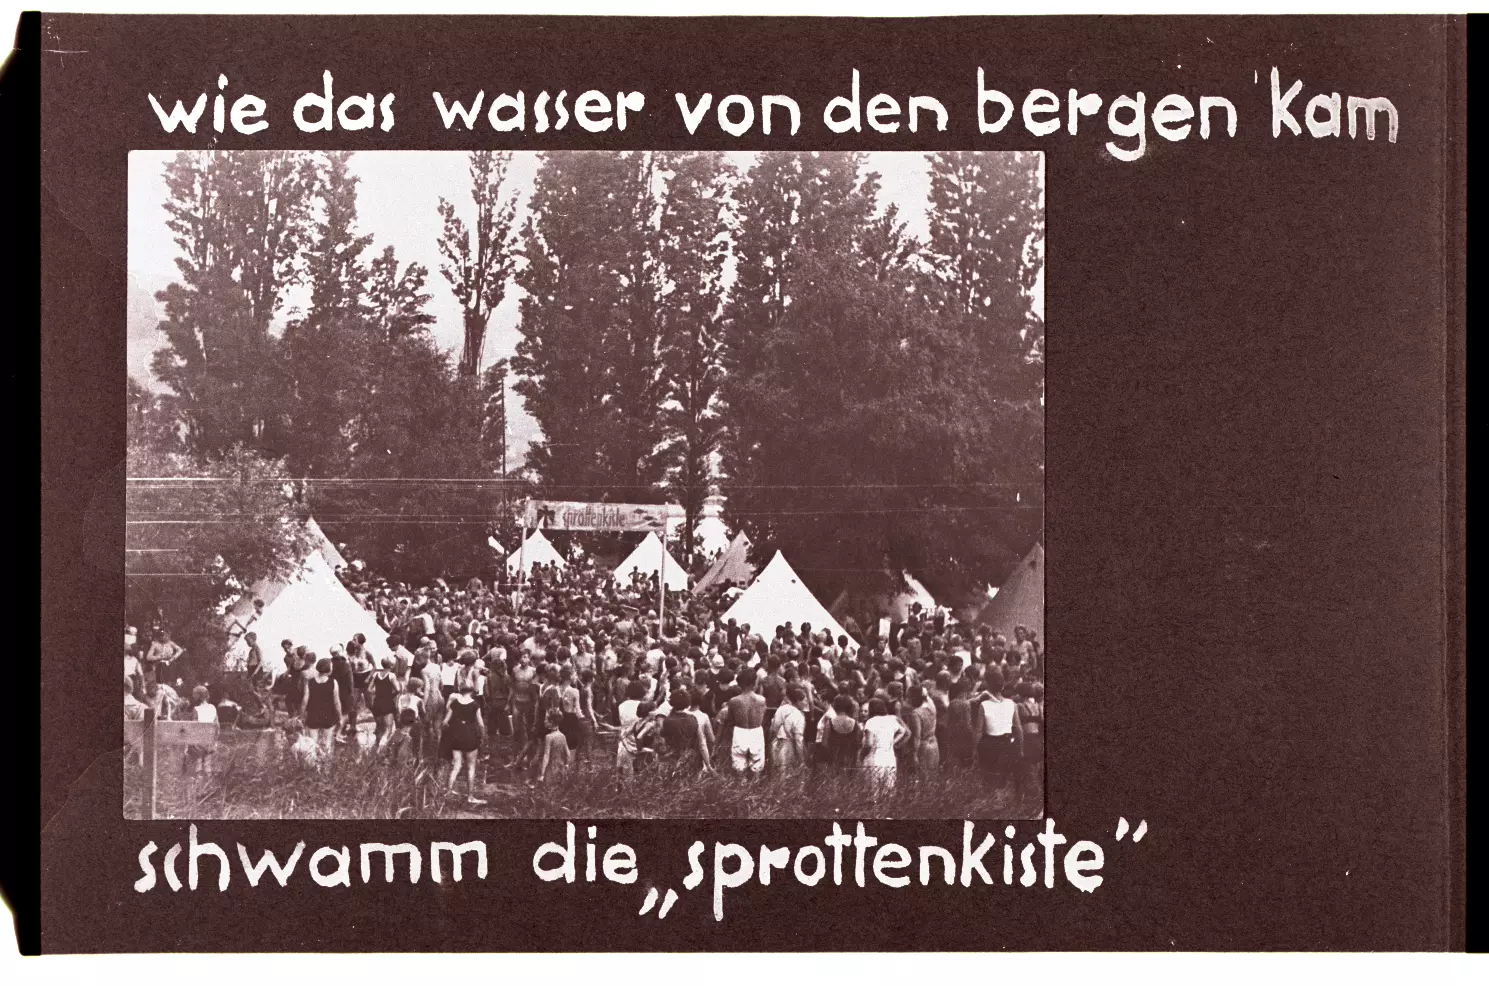 wie das wasser von den bergen kam
sprottenkiste
schwamm die „sprottenkiste”